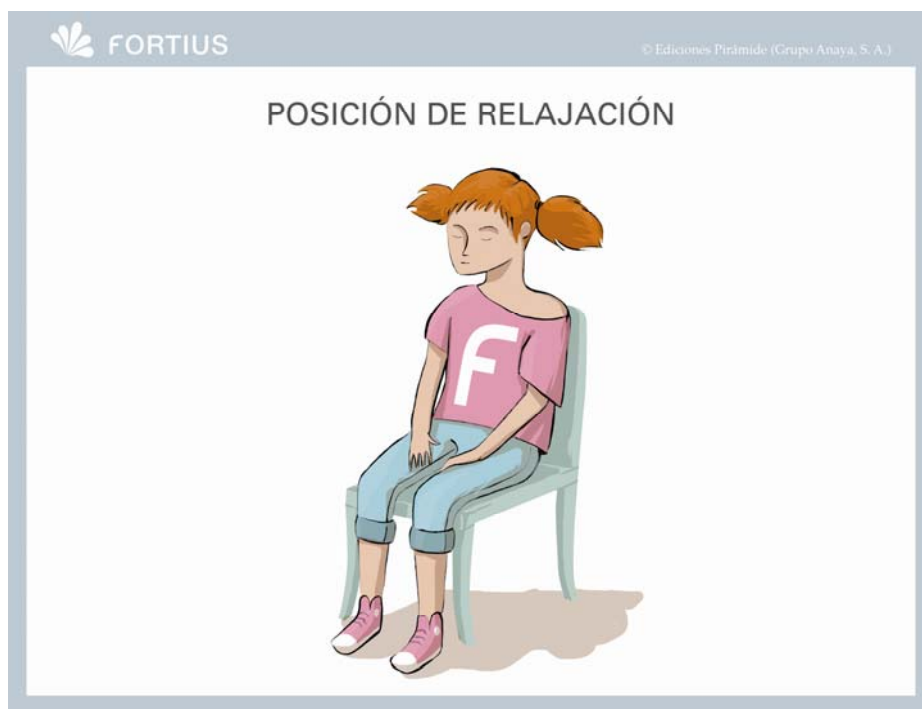 FORTIUS
© Ediciones Pirámide (Grupo Anaya, S. A.)
POSICIÓN DE RELAJACIÓN
F